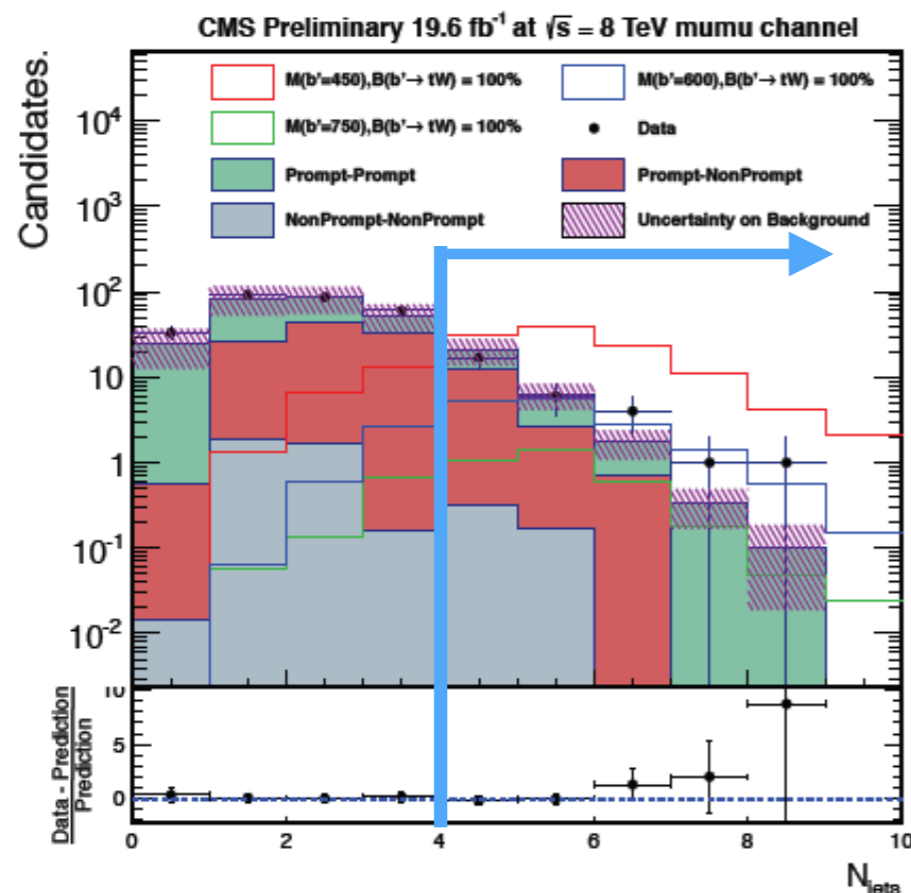 CMS Preliminary 19.6 fb⁻¹ at √s = 8 TeV mumu channel
Candidates.
M(b'=450),B(b'→ tW) = 100%
M(b'=600),B(b'→ tW) = 100%
M(b'=750),B(b'→ tW) = 100%
Data
Prompt-Prompt
Prompt-NonPrompt
NonPrompt-NonPrompt
Uncertainty on Background
10⁴
10³
10²
10
1
10⁻¹
10⁻²
Data - Prediction
Prediction
10
5
0
0 2 4 6 8 10
N_jets